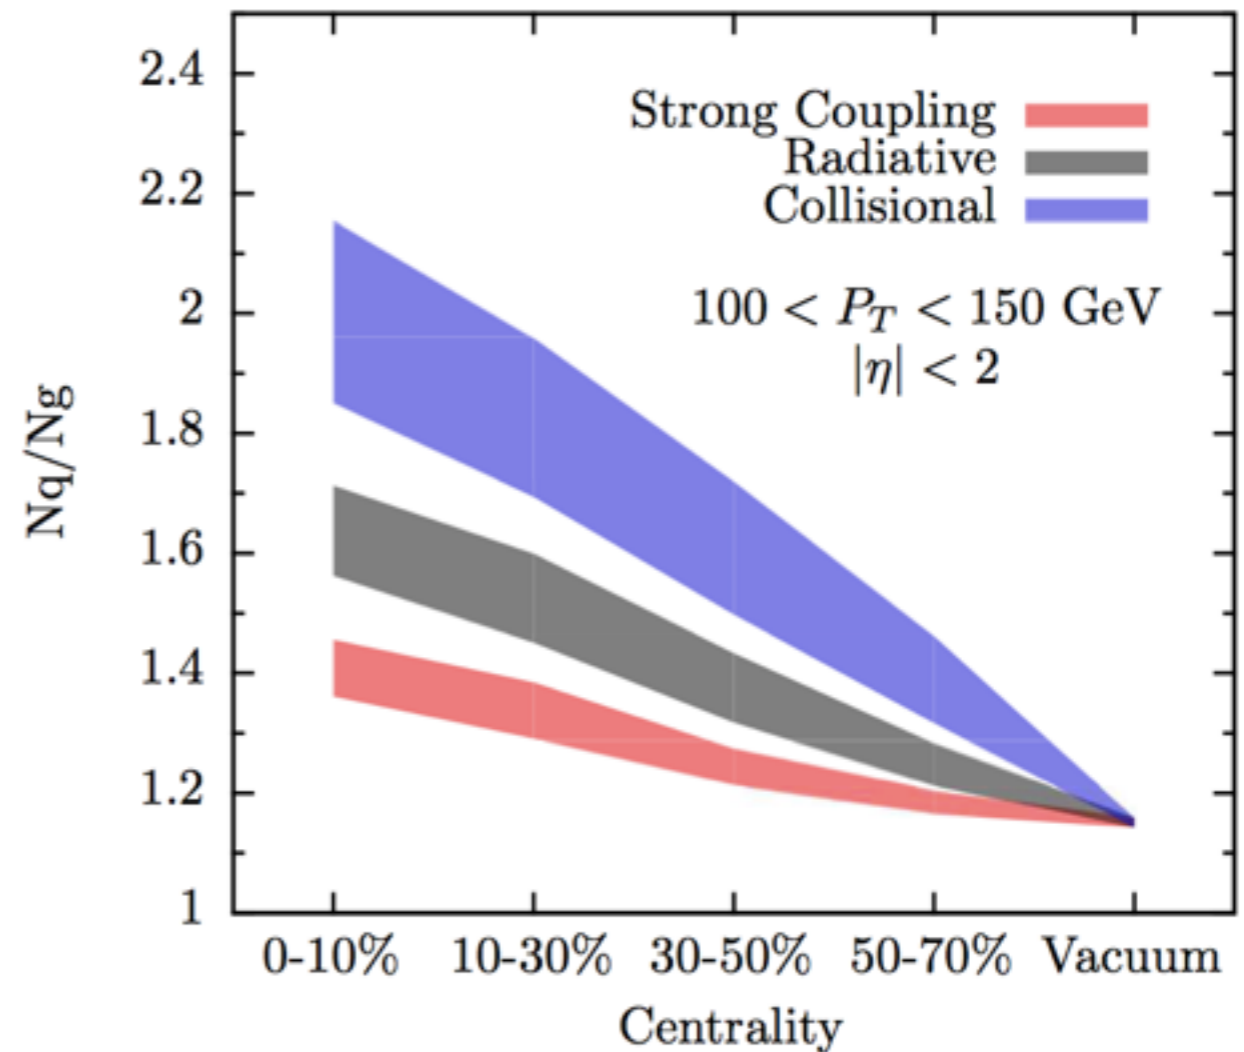 2.4
2.2
2
1.8
1.6
1.4
1.2
1
Nq/Ng
Strong Coupling
Radiative
Collisional
100 < P_T < 150 GeV
|η| < 2
0-10% 10-30% 30-50% 50-70% Vacuum
Centrality